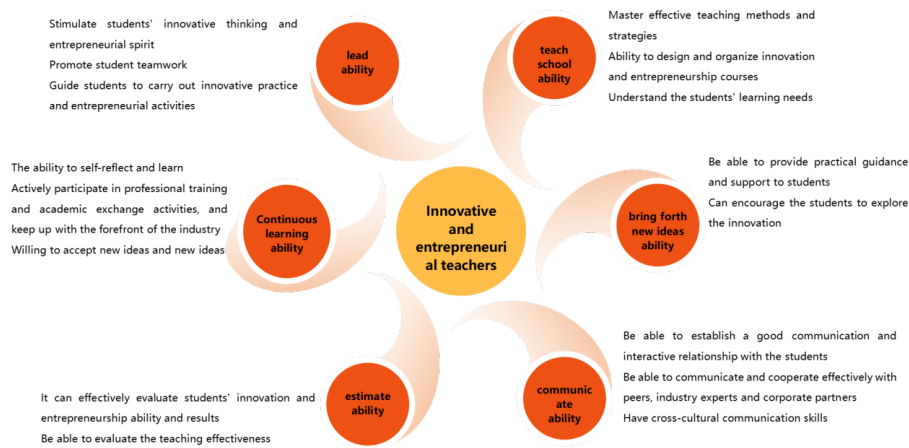 Stimulate students' innovative thinking and
entrepreneurial spirit
Promote student teamwork
Guide students to carry out innovative practice
and entrepreneurial activities
lead
ability
teach
school
ability
Master effective teaching methods and
strategies
Ability to design and organize innovation
and entrepreneurship courses
Understand the students' learning needs
The ability to self-reflect and learn
Actively participate in professional training
and academic exchange activities, and
keep up with the forefront of the industry
Willing to accept new ideas and new ideas
Continuous
learning
ability
Innovative
and
entrepreneuri
al teachers
bring forth
new ideas
ability
Be able to provide practical guidance
and support to students
Can encourage the students to explore
the innovation
It can effectively evaluate students' innovation and
entrepreneurship ability and results
Be able to evaluate the teaching effectiveness
estimate
ability
communic
ate ability
Be able to establish a good communication and
interactive relationship with the students
Be able to communicate and cooperate effectively with
peers, industry experts and corporate partners
Have cross-cultural communication skills